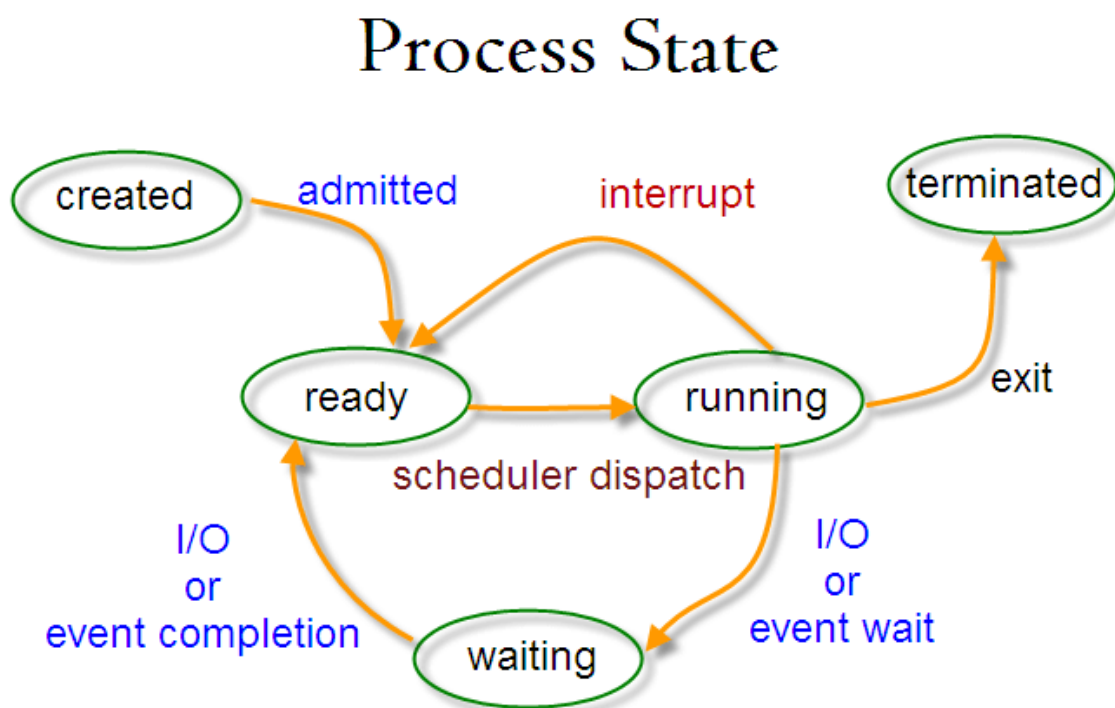 Process State
created
admitted
interrupt
terminated
ready
running
exit
scheduler dispatch
I/O
or
event completion
I/O
or
event wait
waiting